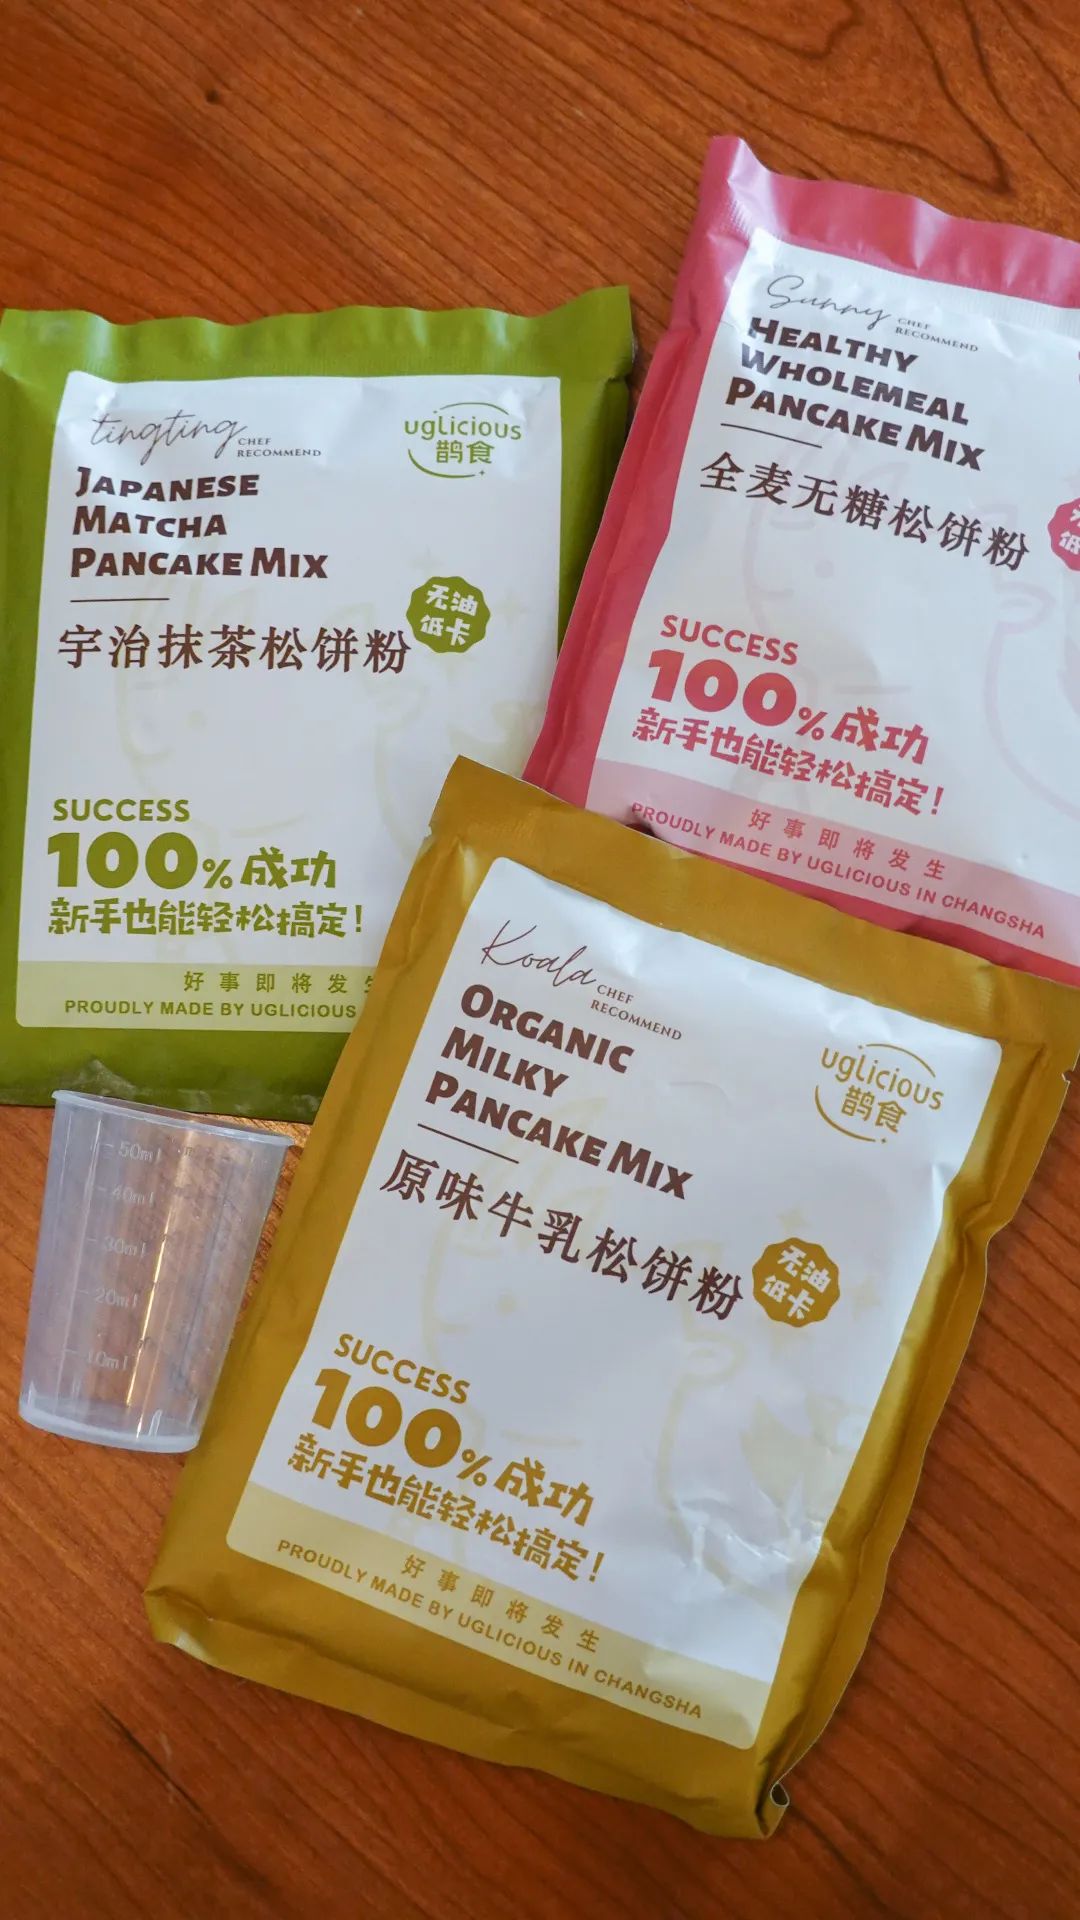 tingting
CHEF
RECOMMEND
uglicious
鹊食
JAPANESE
MATCHA
PANCAKE MIX
宇治抹茶松饼粉
无油
低卡
SUCCESS
100% 成功
新手也能轻松搞定!
好事即将发
PROUDLY MADE BY UGLICIOUS
Sunny
CHEF
RECOMMEND
HEALTHY
WHOLEMEAL
PANCAKE MIX
全麦无糖松饼粉
低
SUCCESS
100% 成功
新手也能轻松搞定!
好事即将发生
PROUDLY MADE BY UGLICIOUS IN CHANGSHA
Koala
CHEF
RECOMMEND
uglicious
鹊食
ORGANIC
MILKY
PANCAKE MIX
原味牛乳松饼粉
无油
低卡
SUCCESS
100% 成功
新手也能轻松搞定!
好事即将发生
PROUDLY MADE BY UGLICIOUS IN CHANGSHA
50ml
40ml
30ml
20ml
10ml